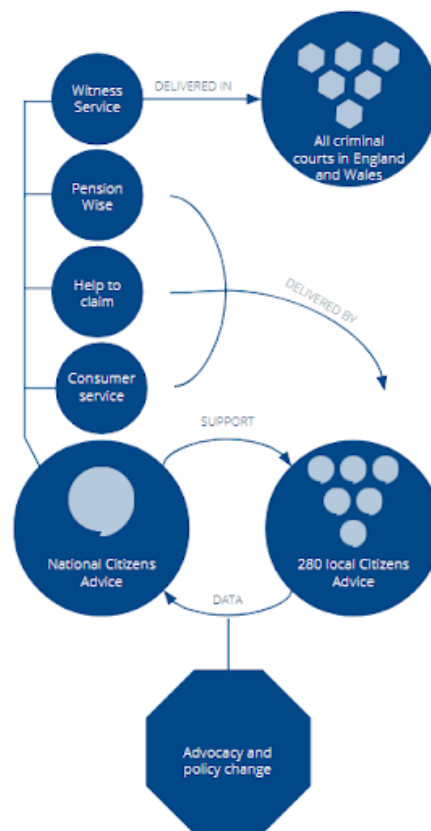 Witness
Service
DELIVERED IN
All criminal
courts in England
and Wales
Pension
Wise
Help to
claim
DELIVERED BY
Consumer
service
SUPPORT
National Citizens
Advice
280 local Citizens
Advice
DATA
Advocacy and
policy change